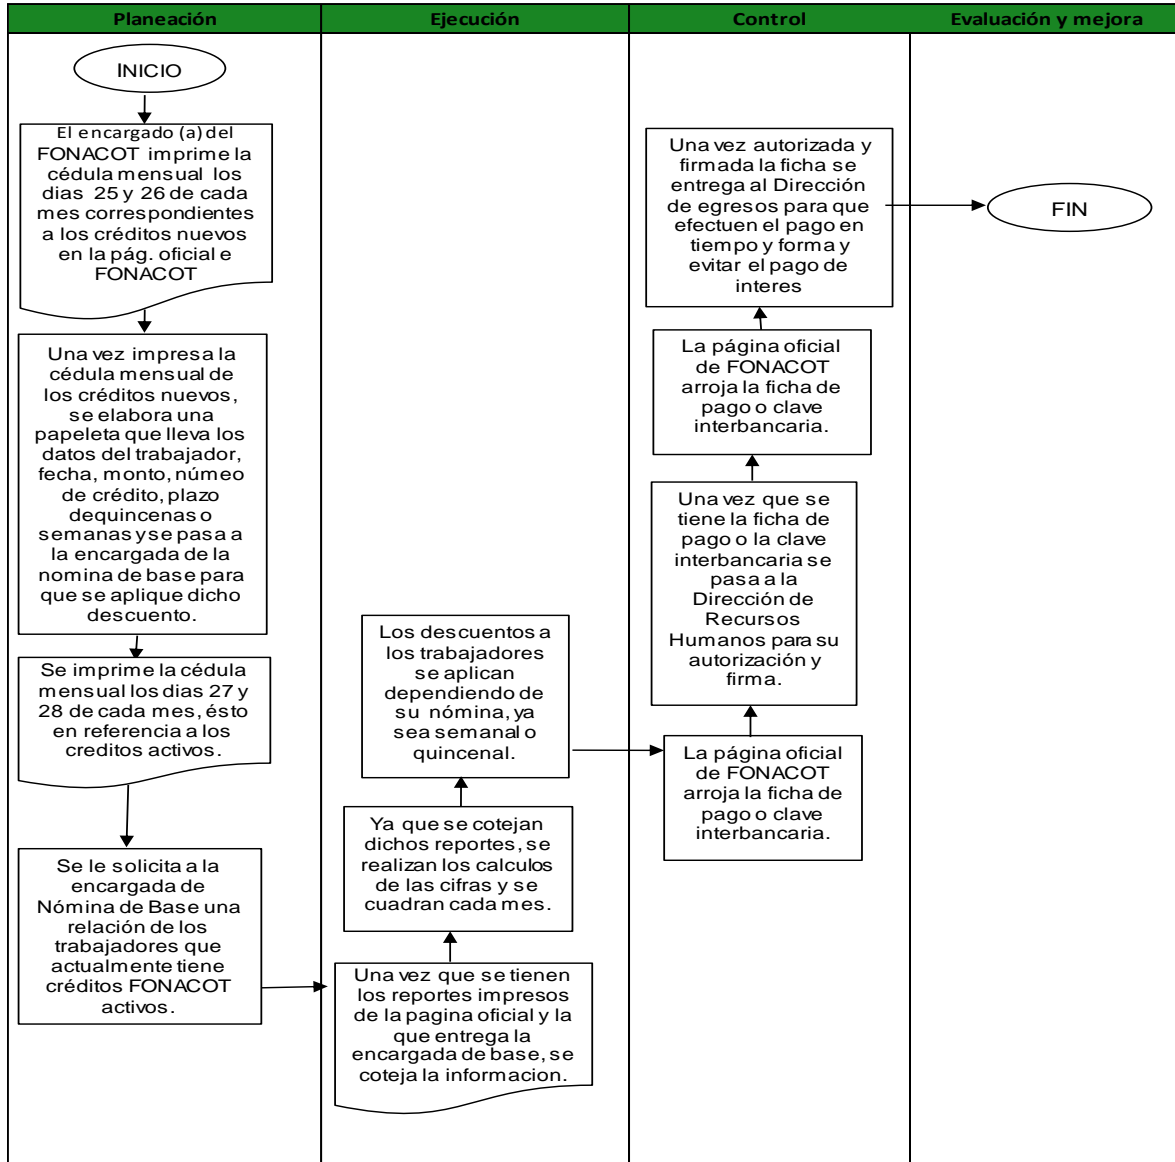 Planeación
Ejecución
Control
Evaluación y mejora
INICIO
El encargado (a) del
FONACOT imprime la
cédula mensual los
dias 25 y 26 de cada
mes correspondientes
a los créditos nuevos
en la pág. oficial e
FONACOT
Una vez impresa la
cédula mensual de
los créditos nuevos,
se elabora una
papeleta que lleva los
datos del trabajador,
fecha, monto, númeo
de crédito, plazo
dequincenas o
semanas y se pasa a
la encargada de la
nomina de base para
que se aplique dicho
descuento.
Se imprime la cédula
mensual los dias 27 y
28 de cada mes, ésto
en referencia a los
creditos activos.
Se le solicita a la
encargada de
Nómina de Base una
relación de los
trabajadores que
actualmente tiene
créditos FONACOT
activos.
Una vez que se tienen
los reportes impresos
de la pagina oficial y la
que entrega la
encargada de base, se
coteja la informacion.
Ya que se cotejan
dichos reportes, se
realizan los calculos
de las cifras y se
cuadran cada mes.
Los descuentos a
los trabajadores
se aplican
dependiendo de
su nómina, ya
sea semanal o
quincenal.
La página oficial
de FONACOT
arroja la ficha de
pago o clave
interbancaria.
Una vez que se
tiene la ficha de
pago o la clave
interbancaria se
pasa a la
Dirección de
Recursos
Humanos para su
autorización y
firma.
La página oficial
de FONACOT
arroja la ficha de
pago o clave
interbancaria.
Una vez autorizada y
firmada la ficha se
entrega al Dirección
de egresos para que
efectuen el pago en
tiempo y forma y
evitar el pago de
interes
FIN